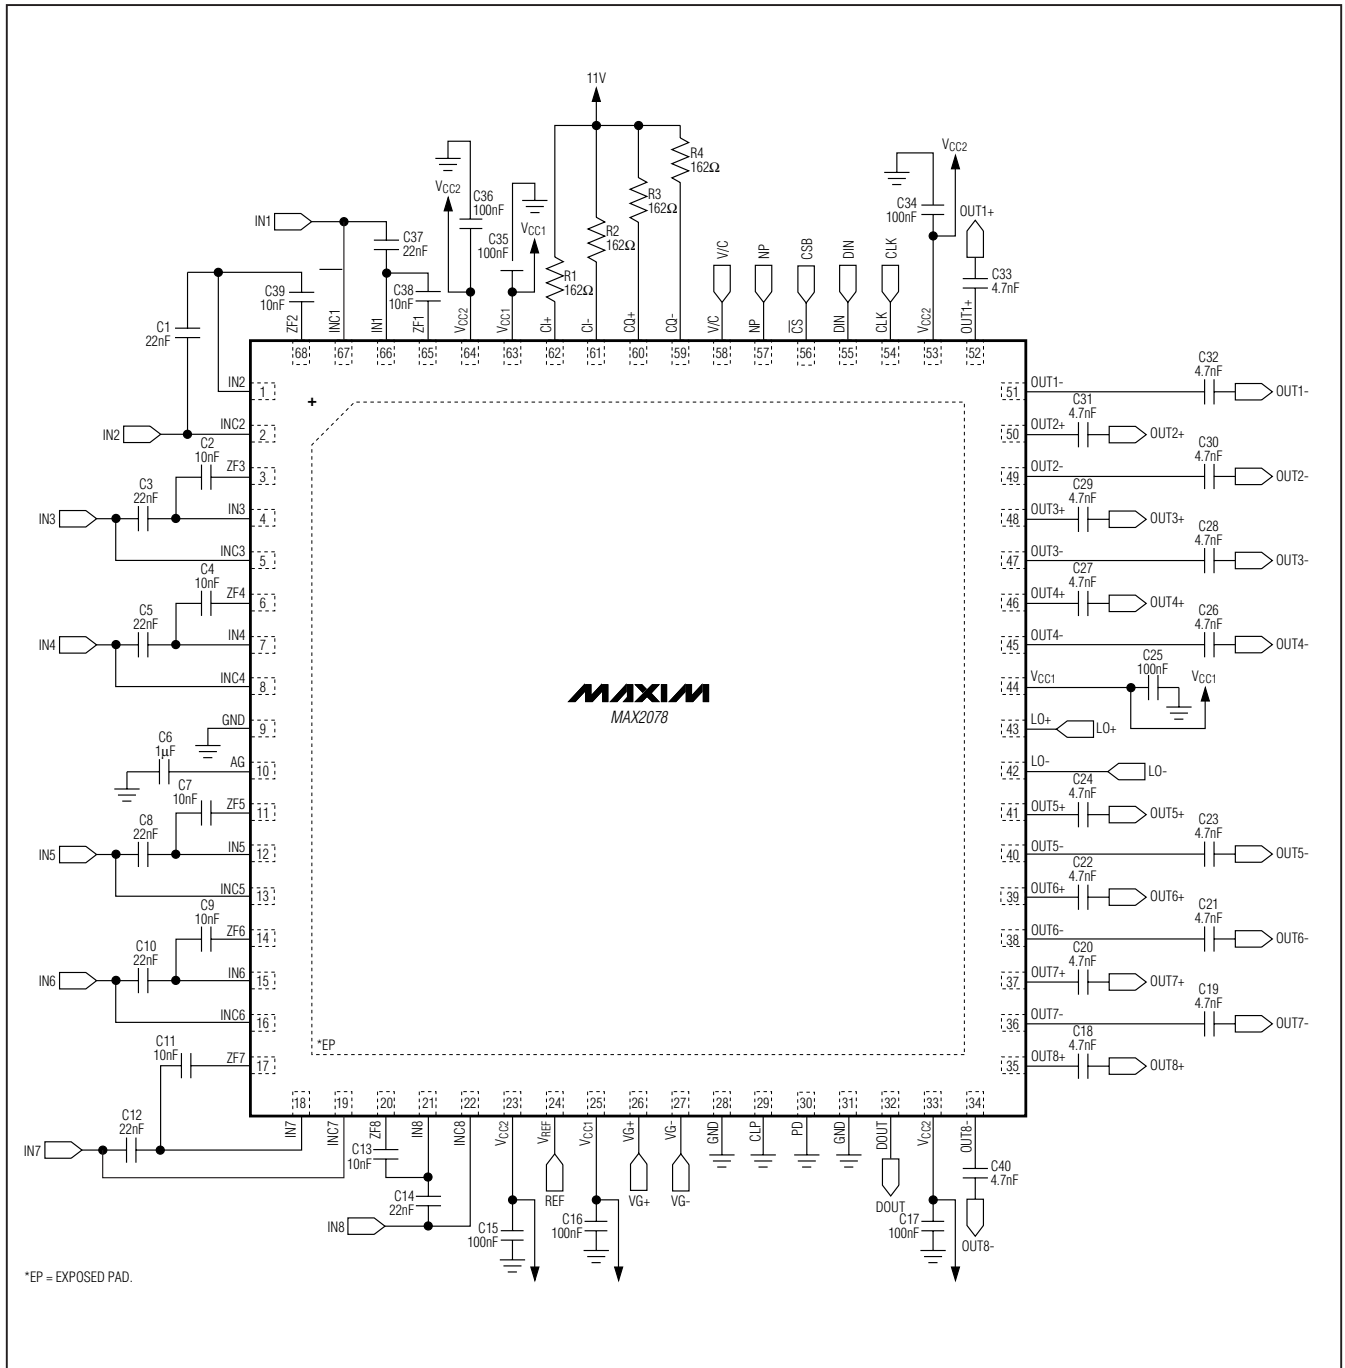 11V
R4
162Ω
R3
162Ω
R2
162Ω
R1
162Ω
VCC2
C36
100nF
C35
100nF
VCC1
IN1
C37
22nF
C39
10nF
C38
10nF
C1
22nF
V/C
NP
CSB
DIN
CLK
C34
100nF
VCC2
OUT1+
C33
4.7nF
ZF2
INC1
IN1
ZF1
VCC2
VCC1
CI+
CI-
CQ+
CQ-
V/C
NP
CS
DIN
CLK
VCC2
OUT1+
68
67
66
65
64
63
62
61
60
59
58
57
56
55
54
53
52
IN2
1
IN2
INC2
2
C2
10nF
ZF3
3
C3
22nF
IN3
IN3
4
INC3
5
C4
10nF
ZF4
6
C5
22nF
IN4
IN4
7
INC4
8
GND
9
C6
1µF
AG
10
C7
10nF
ZF5
11
C8
22nF
IN5
IN5
12
INC5
13
C9
10nF
ZF6
14
C10
22nF
IN6
IN6
15
INC6
16
C11
10nF
ZF7
17
C12
22nF
IN7
+
MAXIM
MAX2078
*EP
51
OUT1-
C32
4.7nF
OUT1-
50
OUT2+
C31
4.7nF
OUT2+
49
OUT2-
C30
4.7nF
OUT2-
48
OUT3+
C29
4.7nF
OUT3+
47
OUT3-
C28
4.7nF
OUT3-
46
OUT4+
C27
4.7nF
OUT4+
45
OUT4-
C26
4.7nF
OUT4-
44
VCC1
C25
100nF
VCC1
43
LO+
LO+
42
LO-
LO-
41
OUT5+
C24
4.7nF
OUT5+
40
OUT5-
C23
4.7nF
OUT5-
39
OUT6+
C22
4.7nF
OUT6+
38
OUT6-
C21
4.7nF
OUT6-
37
OUT7+
C20
4.7nF
OUT7+
36
OUT7-
C19
4.7nF
OUT7-
35
OUT8+
C18
4.7nF
OUT8+
18
19
20
21
22
23
24
25
26
27
28
29
30
31
32
33
34
IN7
INC7
ZF8
IN8
INC8
VCC2
VREF
VCC1
VG+
VG-
GND
CLP
PD
GND
DOUT
VCC2
OUT8-
C13
10nF
C14
22nF
IN8
C15
100nF
REF
C16
100nF
VG+
VG-
DOUT
C17
100nF
C40
4.7nF
OUT8-
*EP = EXPOSED PAD.